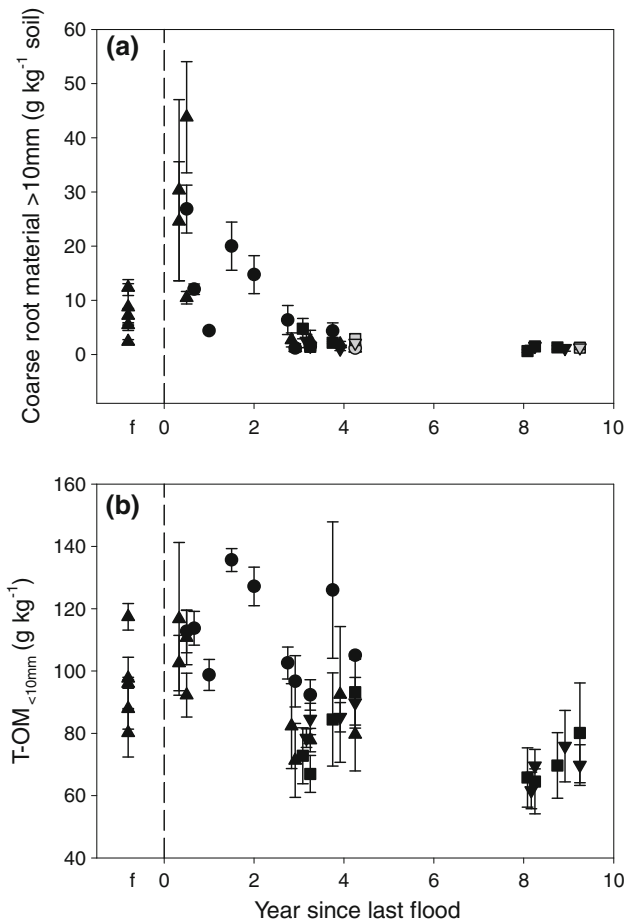 (a)
Coarse root material >10mm (g kg⁻¹ soil)
60
50
40
30
20
10
0
f 0 2 4 6 8 10
(b)
T-OM<10mm (g kg⁻¹)
160
140
120
100
80
60
40
f 0 2 4 6 8 10
Year since last flood